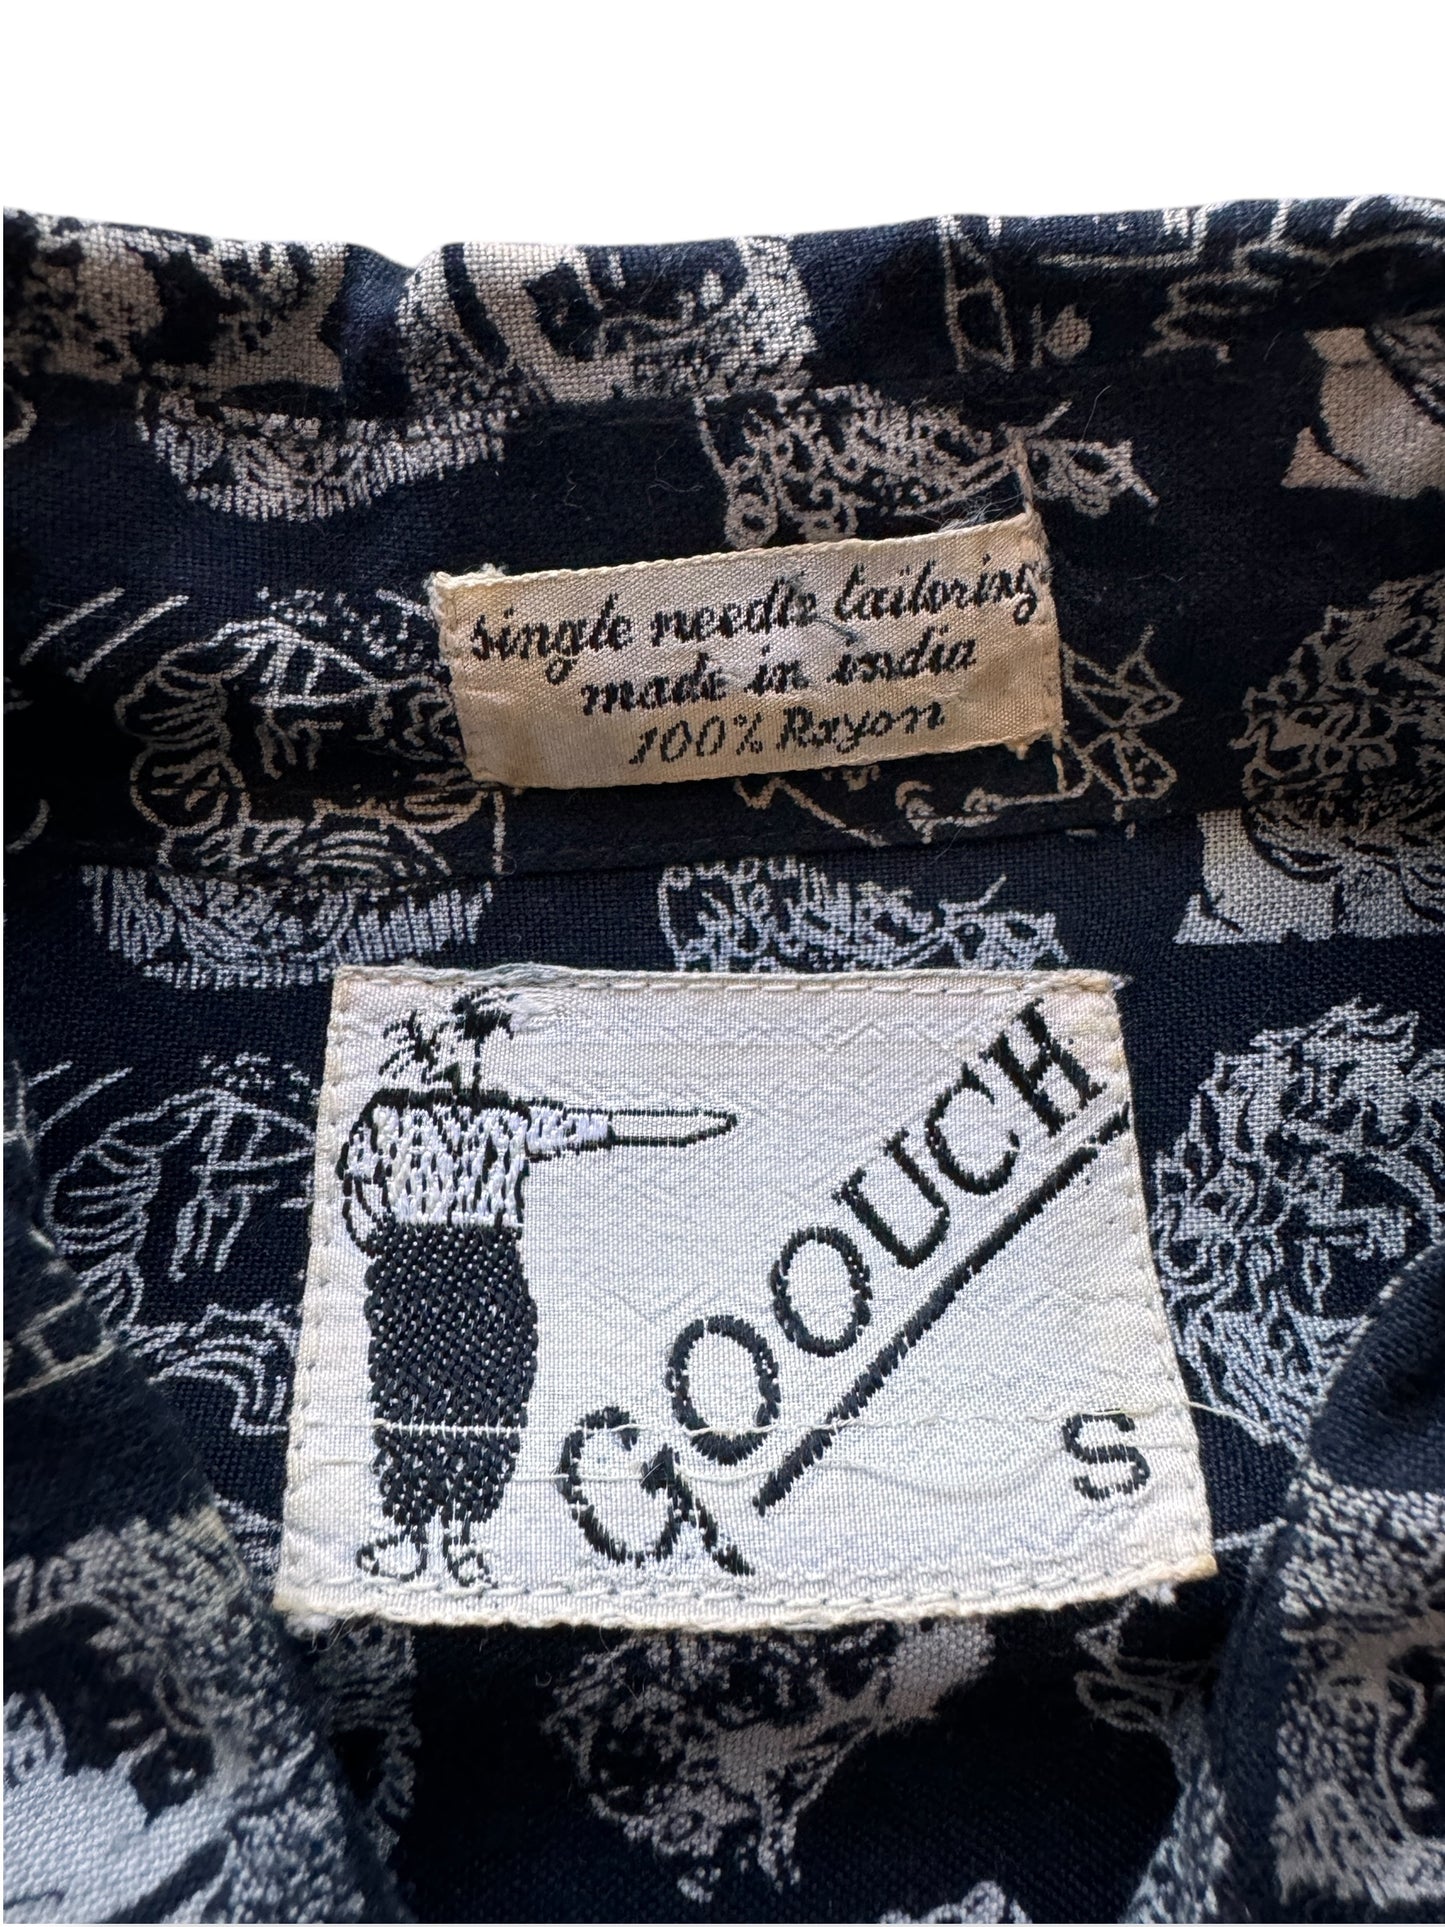 single needle tailoring
made in india
100% Rayon
GOOUCH
S